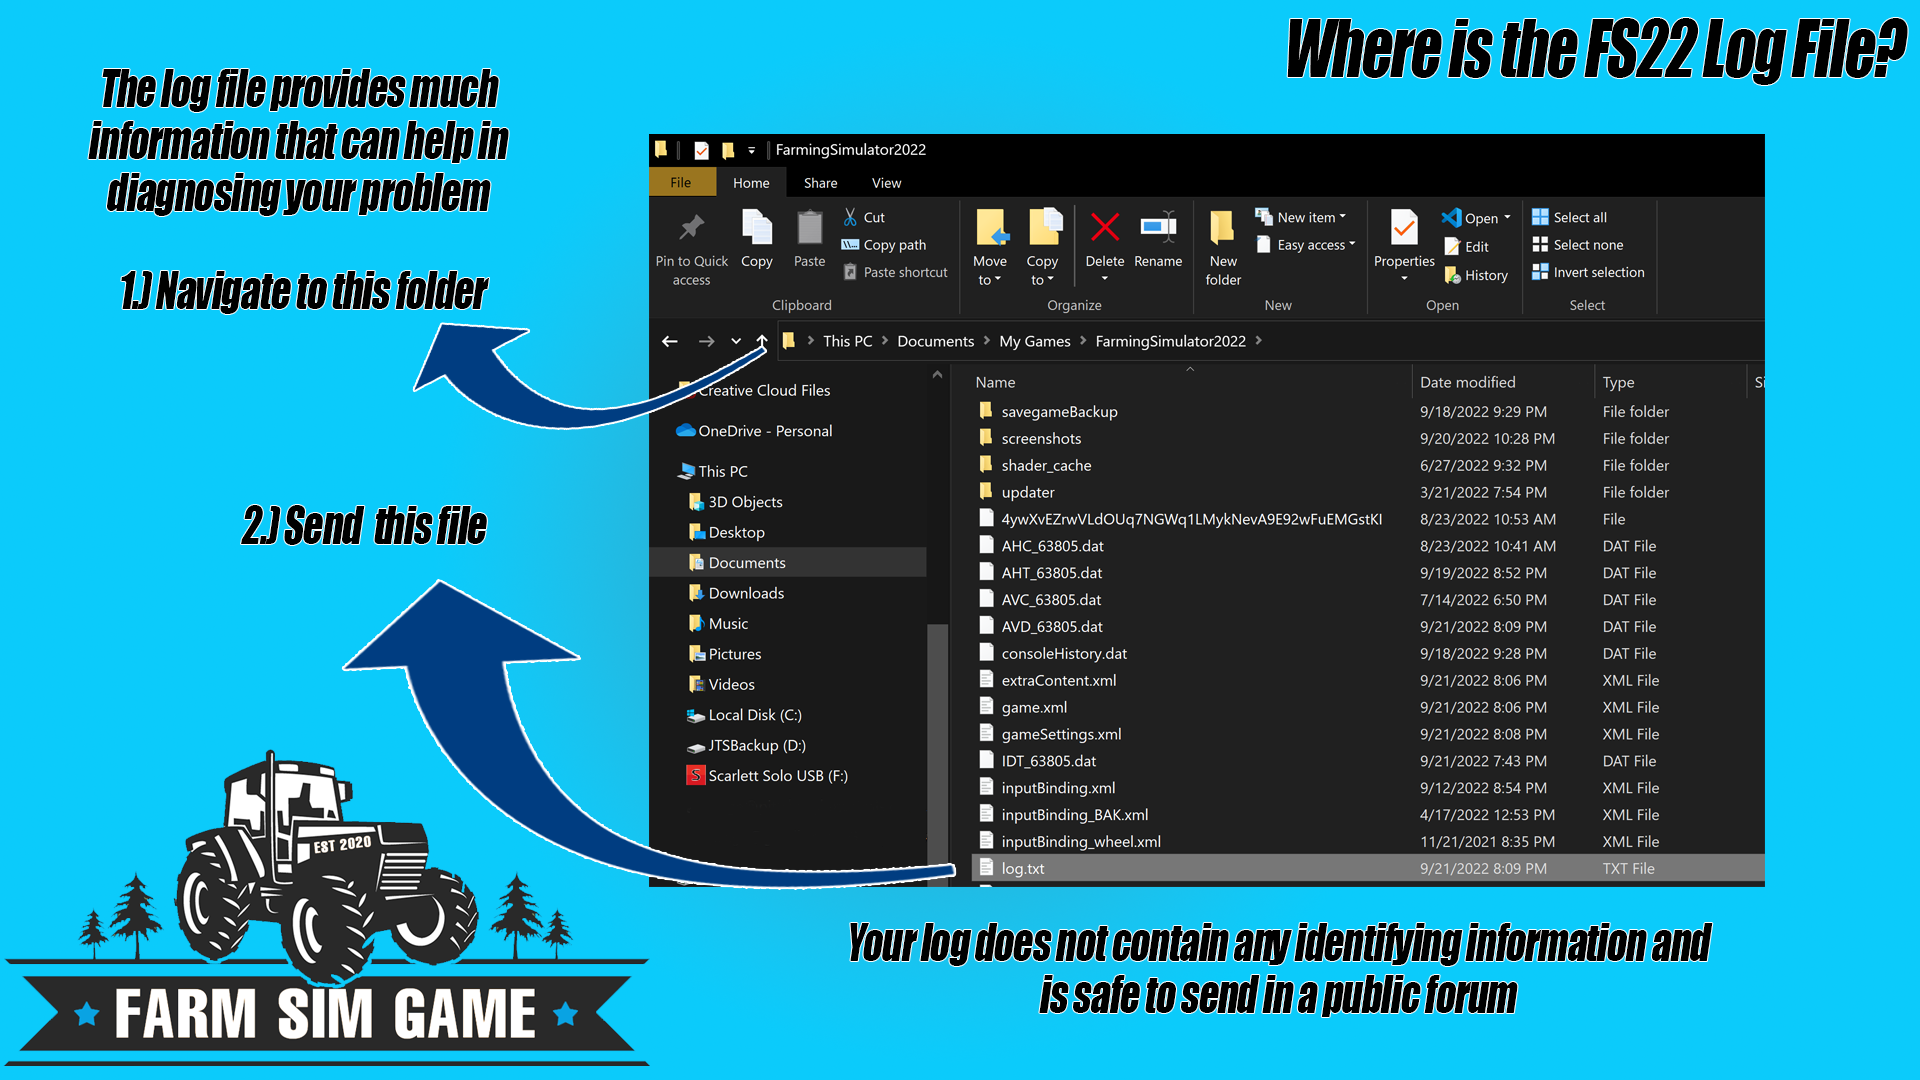 Where is the FS22 Log File?
The log file provides much
information that can help in
diagnosing your problem
1.) Navigate to this folder
2.) Send this file
FarmingSimulator2022
File Home Share View
Pin to Quick access
Copy
Paste
Cut
Copy path
Paste shortcut
Clipboard
Move to
Copy to
Delete
Rename
Organize
New folder
New item
Easy access
New
Properties
Open
Edit
History
Open
Select all
Select none
Invert selection
Select
This PC > Documents > My Games > FarmingSimulator2022 >
Creative Cloud Files
OneDrive - Personal
This PC
3D Objects
Desktop
Documents
Downloads
Music
Pictures
Videos
Local Disk (C:)
JTSBackup (D:)
Scarlett Solo USB (F:)
Name Date modified Type Si
savegameBackup 9/18/2022 9:29 PM File folder
screenshots 9/20/2022 10:28 PM File folder
shader_cache 6/27/2022 9:32 PM File folder
updater 3/21/2022 7:54 PM File folder
4ywXvEZrwVLdOUq7NGWq1LMykNevA9E92wFuEMGstKI 8/23/2022 10:53 AM File
AHC_63805.dat 8/23/2022 10:41 AM DAT File
AHT_63805.dat 9/19/2022 8:52 PM DAT File
AVC_63805.dat 7/14/2022 6:50 PM DAT File
AVD_63805.dat 9/21/2022 8:09 PM DAT File
consoleHistory.dat 9/18/2022 9:28 PM DAT File
extraContent.xml 9/21/2022 8:06 PM XML File
game.xml 9/21/2022 8:06 PM XML File
gameSettings.xml 9/21/2022 8:08 PM XML File
IDT_63805.dat 9/21/2022 7:43 PM DAT File
inputBinding.xml 9/12/2022 8:54 PM XML File
inputBinding_BAK.xml 4/17/2022 12:53 PM XML File
inputBinding_wheel.xml 11/21/2021 8:35 PM XML File
log.txt 9/21/2022 8:09 PM TXT File
Your log does not contain any identifying information and
is safe to send in a public forum
EST 2020
FARM SIM GAME